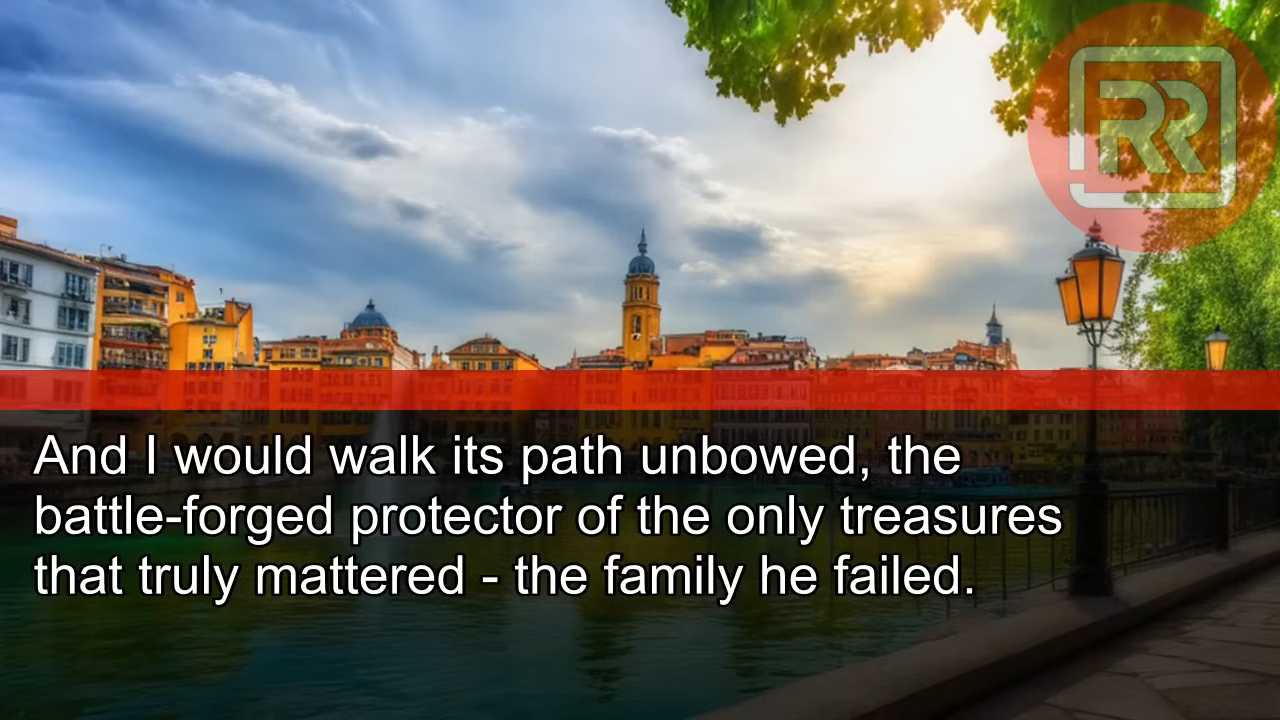 RR
And I would walk its path unbowed, the
battle-forged protector of the only treasures
that truly mattered - the family he failed.